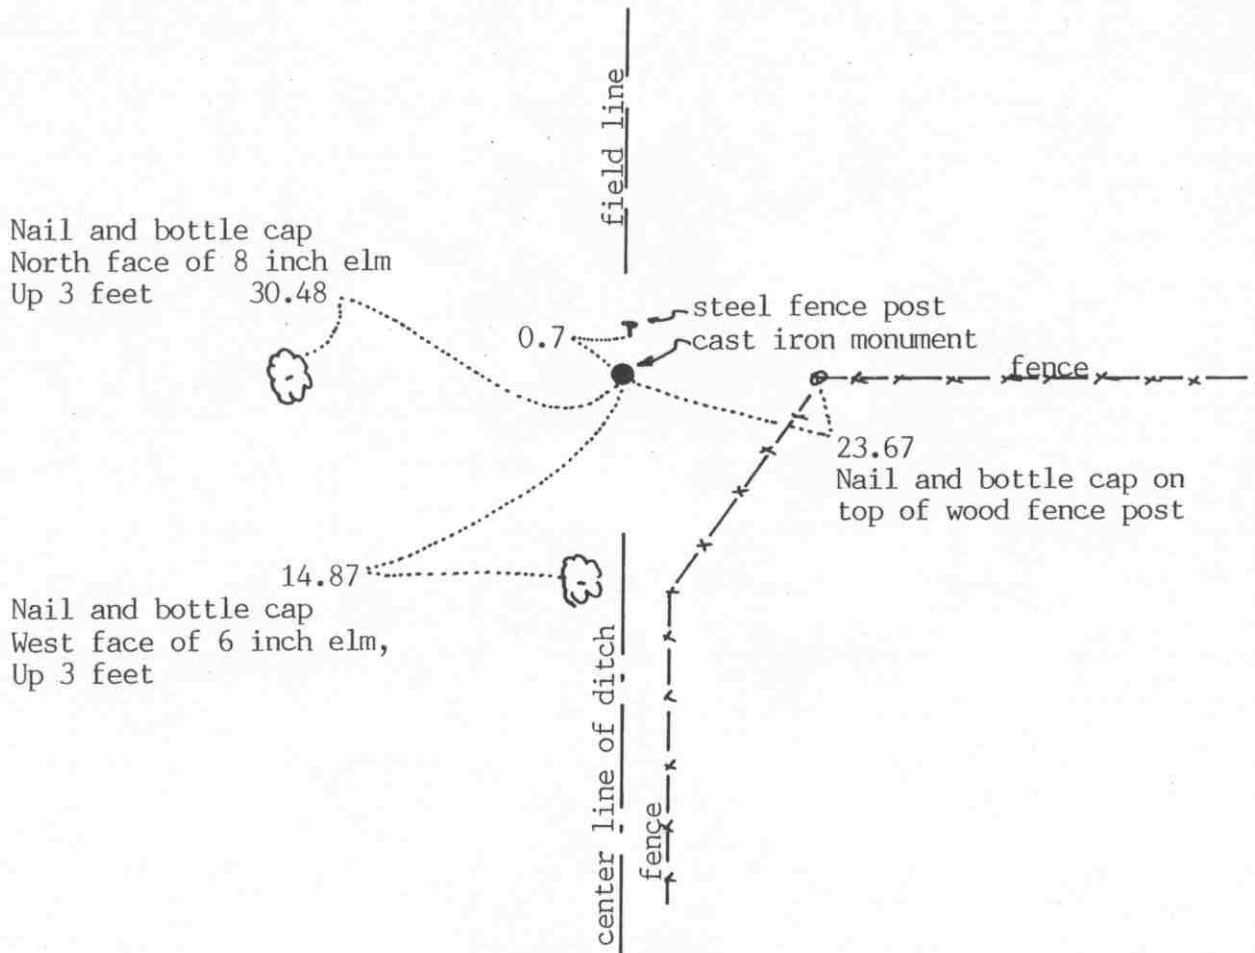 field line
Nail and bottle cap
North face of 8 inch elm
Up 3 feet 30.48
steel fence post
0.7
cast iron monument
fence
23.67
Nail and bottle cap on
top of wood fence post
14.87
Nail and bottle cap
West face of 6 inch elm,
Up 3 feet
center line of ditch
fence